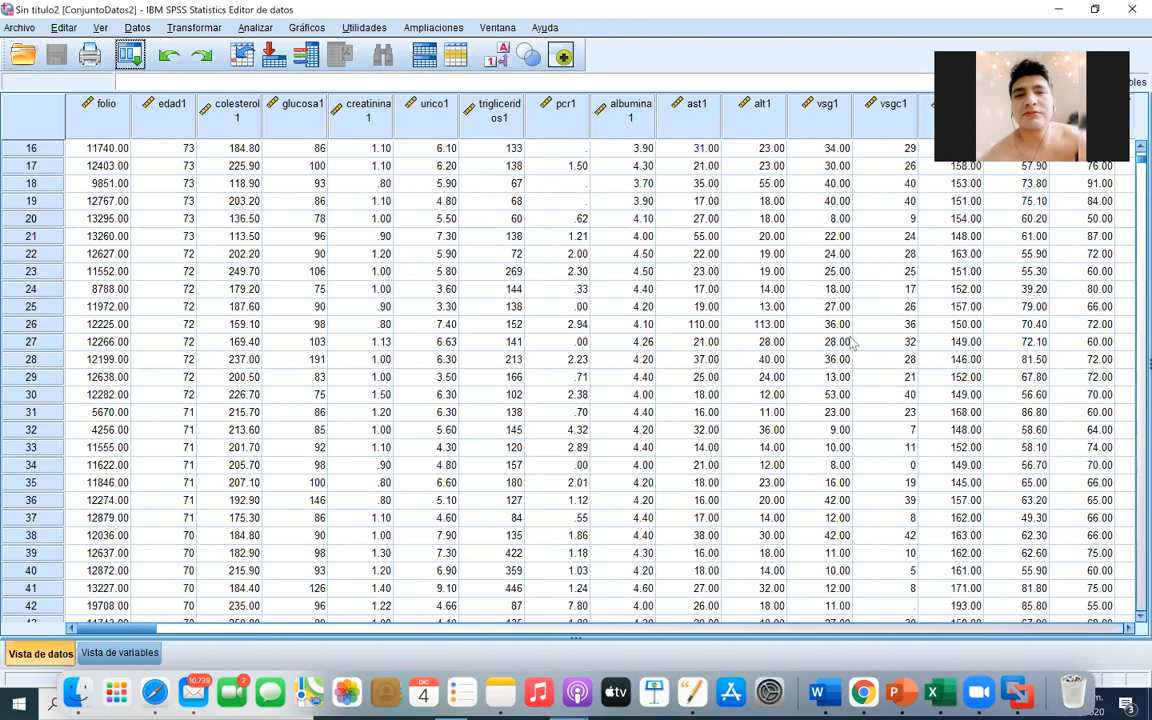 Sin título2 [ConjuntoDatos2] - IBM SPSS Statistics Editor de datos
Archivo Editar Ver Datos Transformar Analizar Gráficos Utilidades Ampliaciones Ventana Ayuda
folio edad1 colesterol1 glucosa1 creatinina1 urico1 trigliceridos1 pcr1 albumina1 ast1 alt1 vsg1 vsgc1
16 11740.00 73 184.80 86 1.10 6.10 133 . 3.90 31.00 23.00 34.00 29
17 12403.00 73 225.90 100 1.10 6.20 138 1.50 4.30 21.00 23.00 30.00 26 158.00 57.90 76.00
18 9851.00 73 118.90 93 .80 5.90 67 . 3.70 35.00 55.00 40.00 40 153.00 73.80 91.00
19 12767.00 73 203.20 86 1.10 4.80 68 . 3.90 17.00 18.00 40.00 40 151.00 75.10 84.00
20 13295.00 73 136.50 78 1.00 5.50 60 .62 4.10 27.00 18.00 8.00 9 154.00 60.20 50.00
21 13260.00 73 113.50 96 .90 7.30 138 1.21 4.00 55.00 20.00 22.00 24 148.00 61.00 87.00
22 12627.00 72 202.20 90 1.20 5.90 72 2.00 4.50 22.00 19.00 24.00 28 163.00 55.90 72.00
23 11552.00 72 249.70 106 1.00 5.80 269 2.30 4.50 23.00 19.00 25.00 25 151.00 55.30 60.00
24 8788.00 72 179.20 75 1.00 3.60 144 .33 4.20 17.00 14.00 18.00 17 152.00 39.20 80.00
25 11972.00 72 187.60 90 .90 3.30 138 .00 4.20 19.00 13.00 27.00 26 157.00 79.00 66.00
26 12225.00 72 159.10 98 .80 7.40 152 2.94 4.10 110.00 113.00 36.00 36 150.00 70.40 72.00
27 12266.00 72 169.40 103 1.13 6.63 141 .00 4.26 21.00 28.00 28.00 32 149.00 72.10 60.00
28 12199.00 72 237.00 191 1.00 6.30 213 2.23 4.20 37.00 40.00 36.00 28 146.00 81.50 72.00
29 12638.00 72 200.50 83 1.00 3.50 166 .71 4.40 25.00 24.00 13.00 21 152.00 67.80 72.00
30 12282.00 72 226.70 75 1.50 6.30 102 2.38 4.00 18.00 12.00 53.00 40 149.00 56.60 70.00
31 5670.00 71 215.70 86 1.20 6.30 138 .70 4.40 16.00 11.00 23.00 23 168.00 86.80 60.00
32 4256.00 71 213.60 85 1.00 5.60 145 4.32 4.00 32.00 36.00 9.00 7 148.00 58.60 64.00
33 11555.00 71 201.70 92 1.10 4.30 120 2.89 4.40 14.00 14.00 10.00 11 152.00 58.10 74.00
34 11622.00 71 205.70 98 .90 4.80 157 .00 4.00 21.00 12.00 8.00 0 149.00 56.70 70.00
35 11846.00 71 207.10 100 .80 6.60 180 2.01 4.20 18.00 23.00 16.00 19 145.00 65.00 66.00
36 12274.00 71 192.90 146 .80 5.10 127 1.12 4.20 16.00 20.00 42.00 39 157.00 63.20 65.00
37 12879.00 71 175.30 86 1.10 4.60 84 .55 4.40 17.00 14.00 12.00 8 162.00 49.30 66.00
38 12036.00 70 184.80 90 1.00 7.90 135 1.86 4.40 38.00 30.00 42.00 42 163.00 62.30 66.00
39 12637.00 70 182.90 98 1.30 7.30 422 1.18 4.30 16.00 18.00 11.00 10 162.00 62.60 75.00
40 12872.00 70 215.90 93 1.20 6.90 359 1.03 4.20 18.00 14.00 10.00 5 161.00 55.90 60.00
41 13227.00 70 184.40 126 1.40 9.10 446 1.24 4.60 27.00 32.00 12.00 8 171.00 81.80 75.00
42 19708.00 70 235.00 96 1.22 4.66 87 7.80 4.00 26.00 18.00 11.00 . 193.00 85.80 55.00
Vista de datos Vista de variables
10,739 2 DIC 4
3